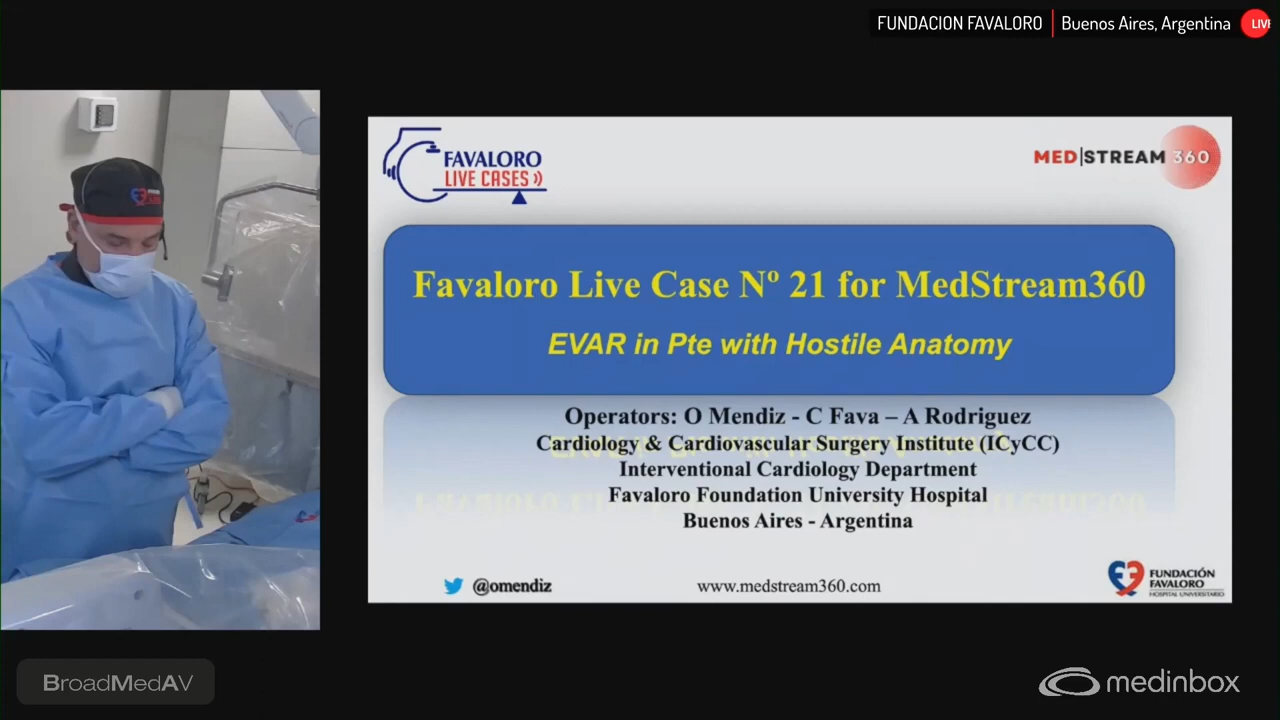 FUNDACION FAVALORO | Buenos Aires, Argentina LIVE
FAVALORO
LIVE CASES
MED|STREAM 360
Favaloro Live Case Nº 21 for MedStream360
EVAR in Pte with Hostile Anatomy
Operators: O Mendiz - C Fava – A Rodriguez
Cardiology & Cardiovascular Surgery Institute (ICyCC)
Interventional Cardiology Department
Favaloro Foundation University Hospital
Buenos Aires - Argentina
@omendiz
www.medstream360.com
FUNDACIÓN
FAVALORO
HOSPITAL UNIVERSITARIO
BroadMedAV
medinbox